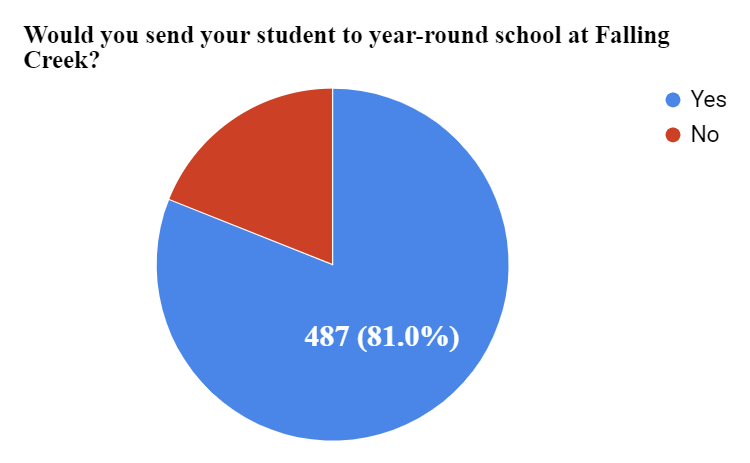 Would you send your student to year-round school at Falling
Creek?
Yes
No
487 (81.0%)